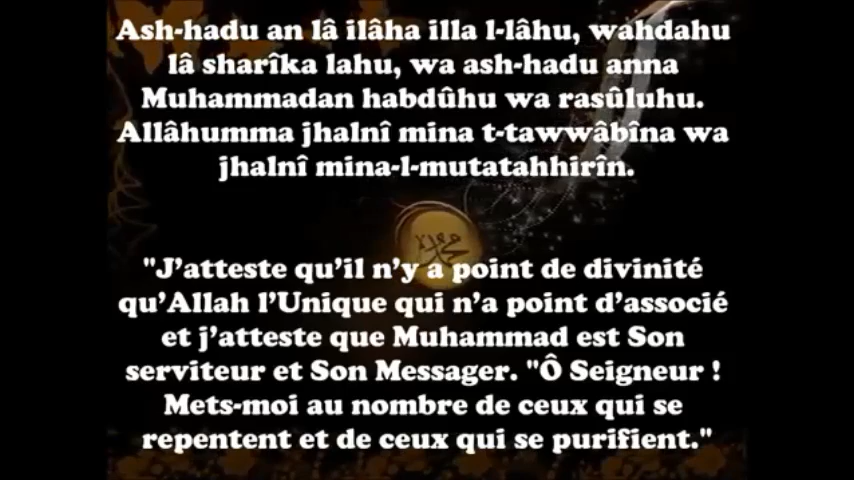 Ash-hadu an lâ ilâha illa l-lâhu, wahdahu
lâ sharîka lahu, wa ash-hadu anna
Muhammadan habdûhu wa rasûluhu.
Allâhumma jhalnî mina t-tawwâbîna wa
jhalnî mina-l-mutatahhirîn.
"J'atteste qu'il n'y a point de divinité
qu'Allah l'Unique qui n'a point d'associé
et j'atteste que Muhammad est Son
serviteur et Son Messager. "Ô Seigneur !
Mets-moi au nombre de ceux qui se
repentent et de ceux qui se purifient."